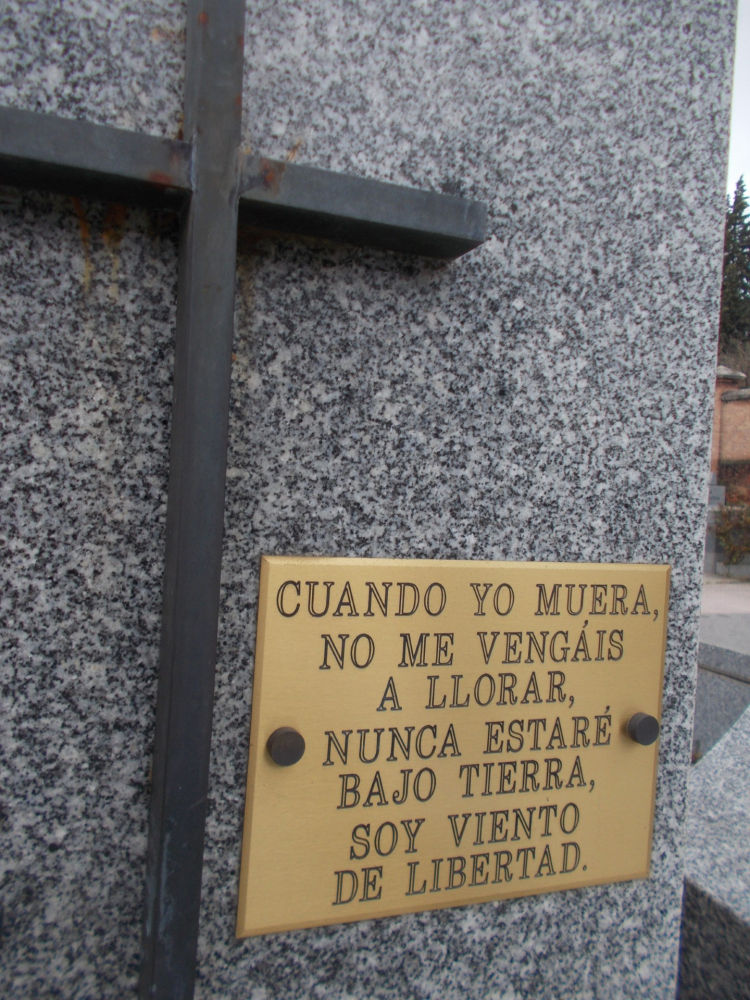 CUANDO YO MUERA,
NO ME VENGÁIS
A LLORAR,
NUNCA ESTARÉ
BAJO TIERRA,
SOY VIENTO
DE LIBERTAD.